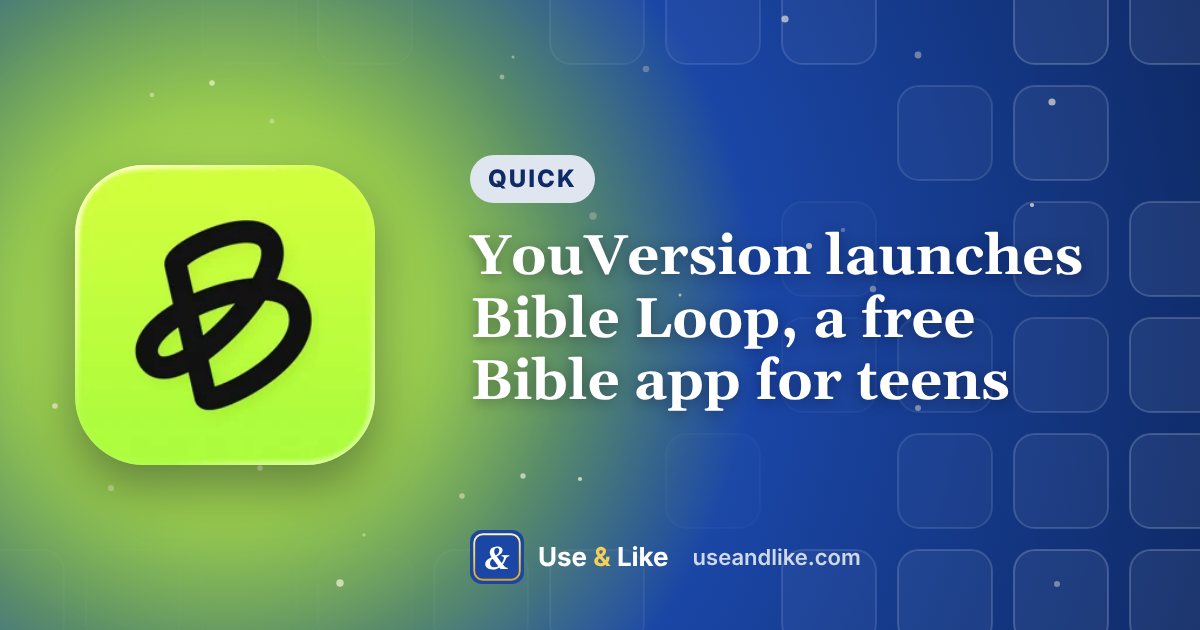 QUICK
YouVersion launches
Bible Loop, a free
Bible app for teens
& Use & Like useandlike.com